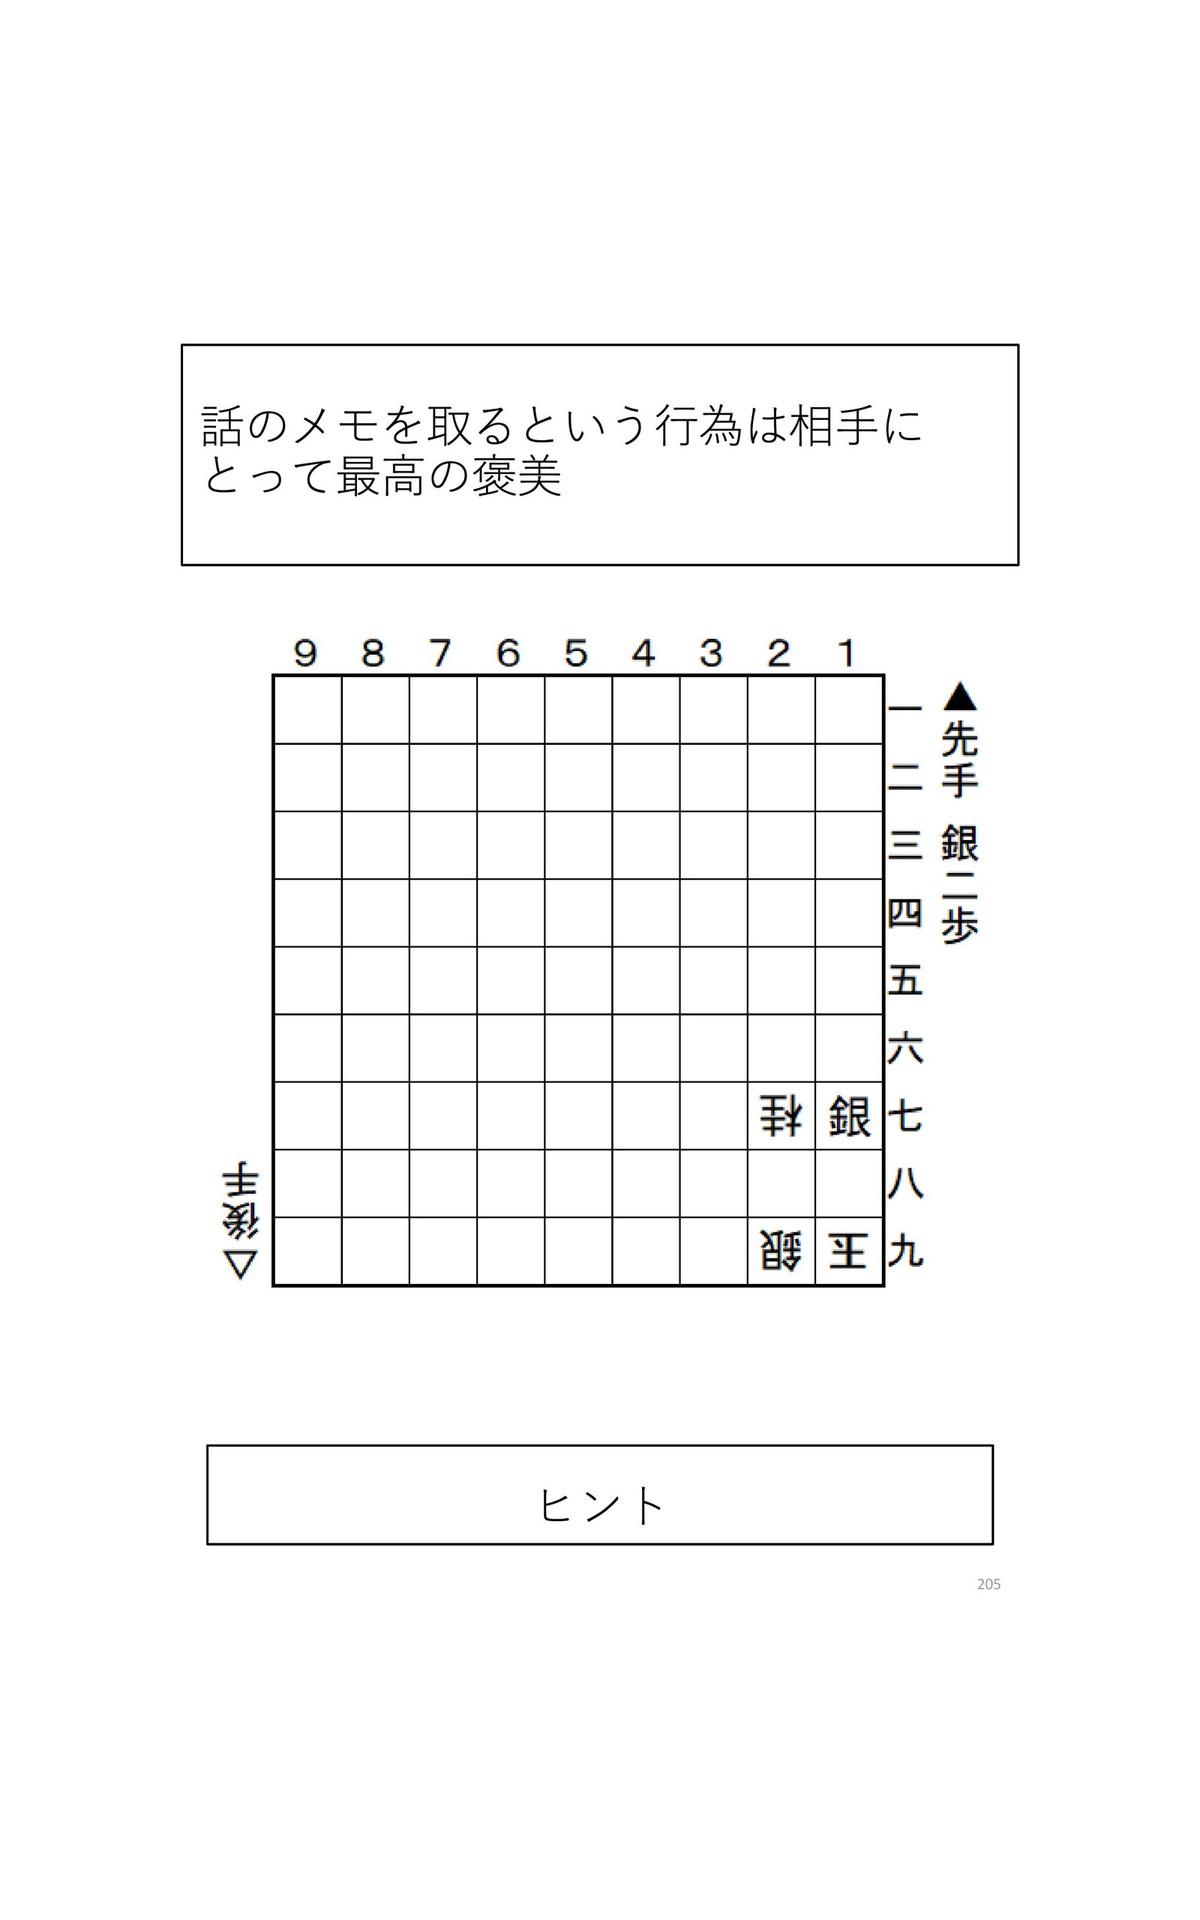 話のメモを取るという行為は相手に
とって最高の褒美
9 8 7 6 5 4 3 2 1
一
二
三
四
五
六
桂 銀 七
八
銀 王 九
▲先手 銀二歩
△後手
ヒント
205